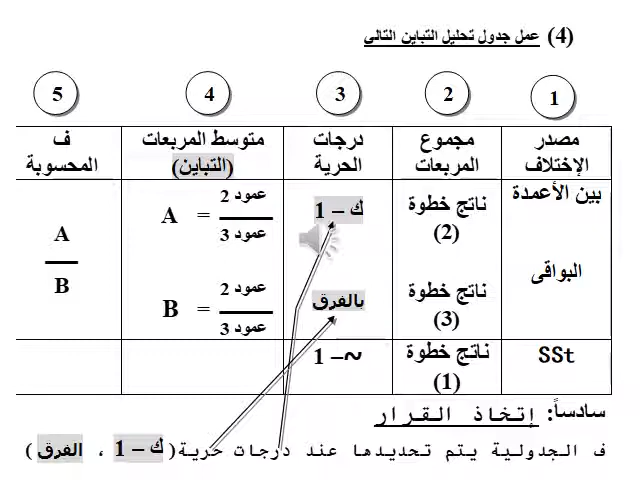 (4) عمل جدول تحليل التباين التالى
1 2 3 4 5
مصدر الإختلاف مجموع المربعات درجات الحرية متوسط المربعات (التباين) ف المحسوبة
بين الأعمدة ناتج خطوة (2) ك – 1 A = عمود 2 / عمود 3 A / B
البواقى ناتج خطوة (3) بالفرق B = عمود 2 / عمود 3
SSt ناتج خطوة (1) ~ – 1
سادساً: إتخاذ القرار
ف الجدولية يتم تحديدها عند درجات حرية ( ك – 1 ، الفرق )